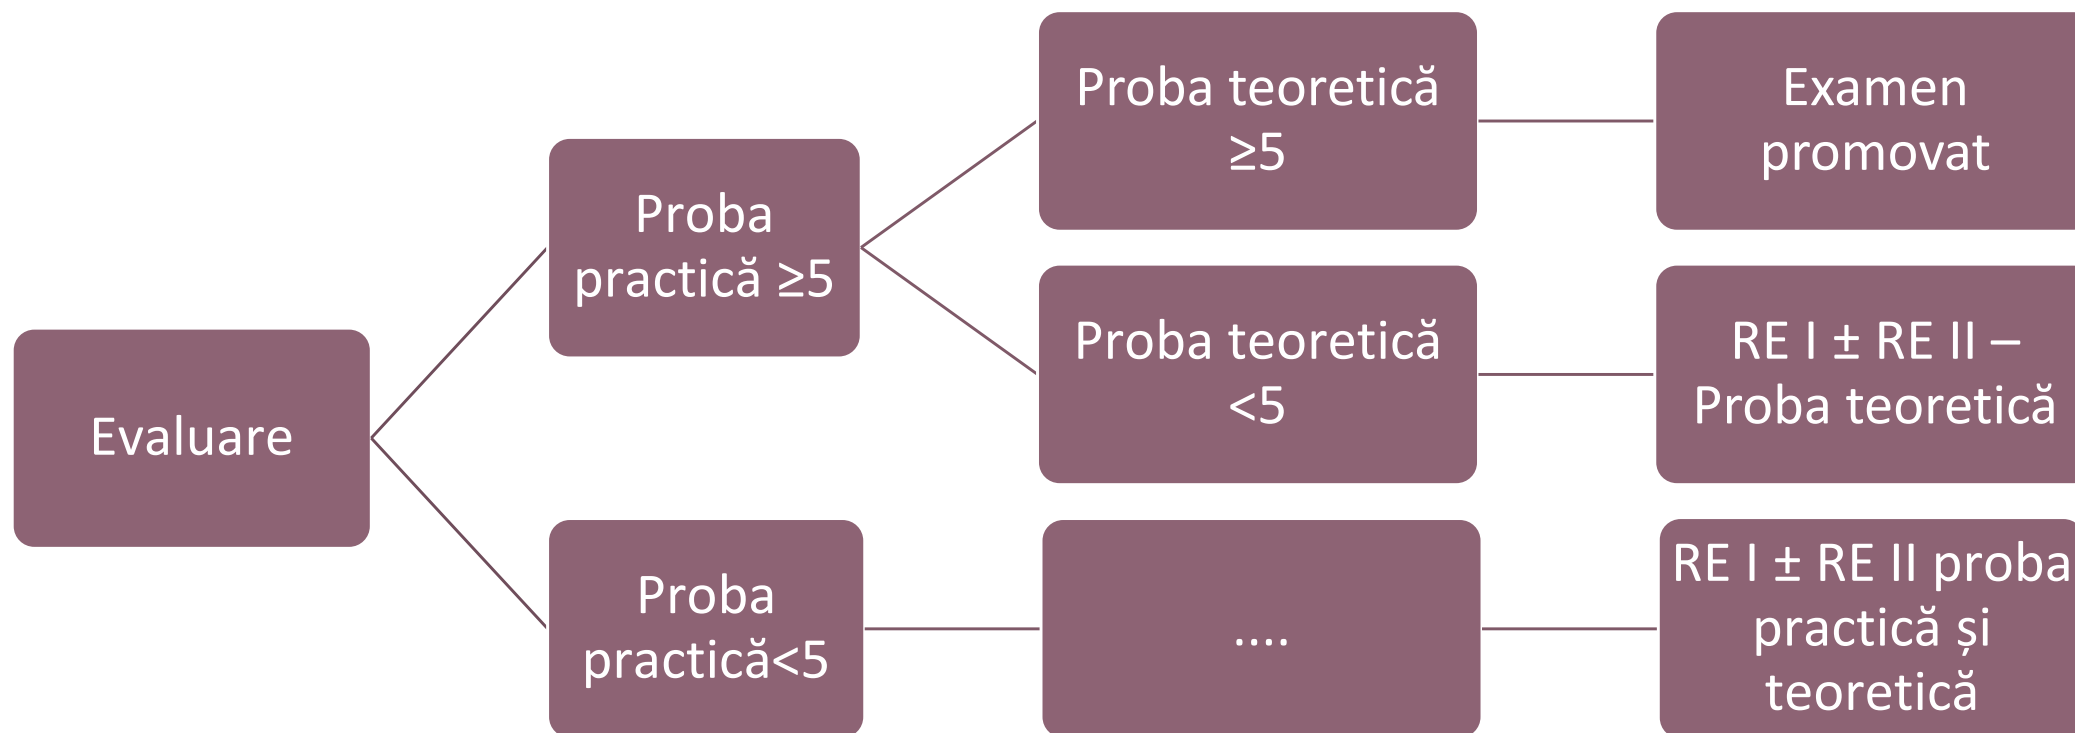 Evaluare
Proba
practică ≥5
Proba
practică<5
Proba teoretică
≥5
Proba teoretică
<5
....
Examen
promovat
RE I ± RE II –
Proba teoretică
RE I ± RE II proba
practică și
teoretică